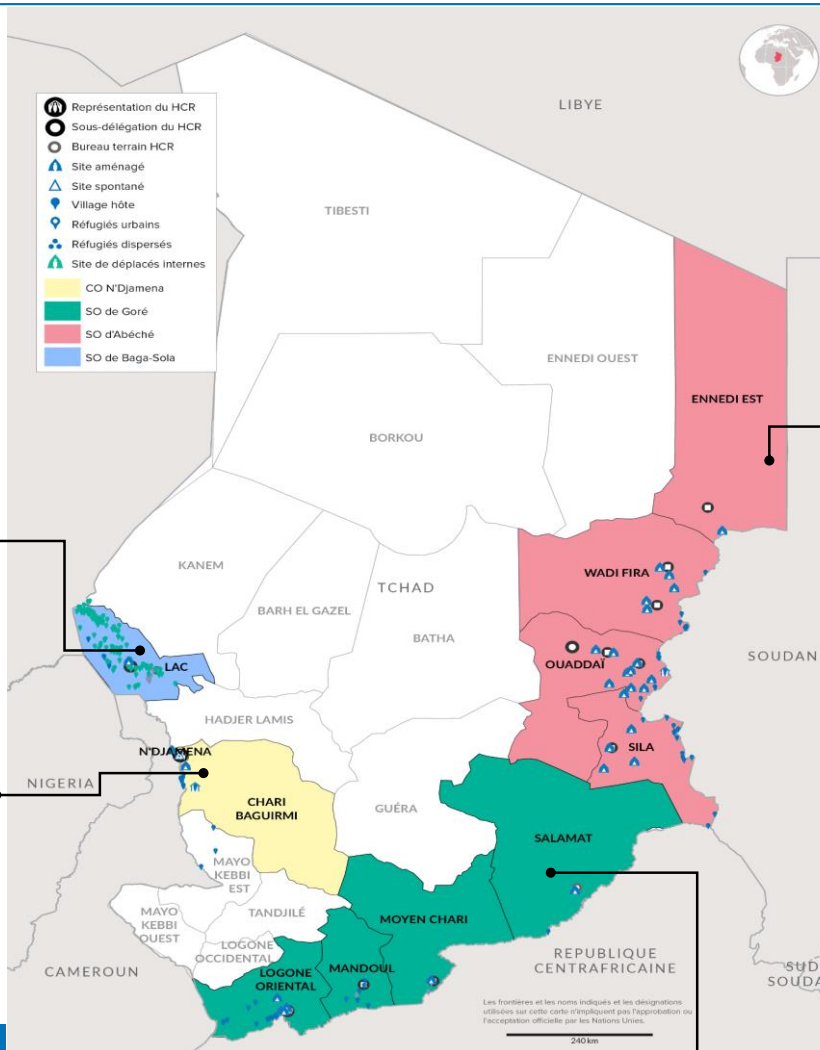 LIBYE
Représentation du HCR
Sous-délégation du HCR
Bureau terrain HCR
Site aménagé
Site spontané
Village hôte
Réfugiés urbains
Réfugiés dispersés
Site de déplacés internes
CO N'Djamena
SO de Goré
SO d'Abéché
SO de Baga-Sola
TIBESTI
ENNEDI OUEST
ENNEDI EST
BORKOU
KANEM
WADI FIRA
TCHAD
BARH EL GAZEL
BATHA
SOUDAN
LAC
OUADDAÏ
HADJER LAMIS
N'DJAMENA
SILA
NIGERIA
CHARI
BAGUIRMI
GUÉRA
SALAMAT
MAYO
KEBBI
EST
MAYO
KEBBI
OUEST
TANDJILÉ
MOYEN CHARI
LOGONE
OCCIDENTAL
REPUBLIQUE
CENTRAFRICAINE
CAMEROUN
LOGONE
ORIENTAL
MANDOUL
SUD
SOUDA
Les frontières et les noms indiqués et les désignations
utilisées sur cette carte n'impliquent pas l'approbation ou
l'acceptation officielle par les Nations Unies.
240 km